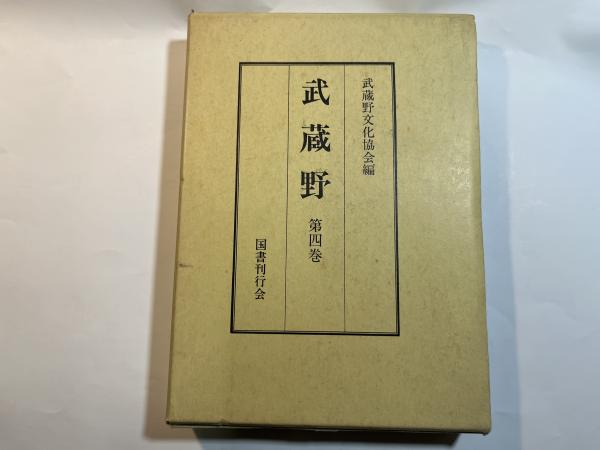 武蔵野文化協会編
武蔵野 第四巻
国書刊行会